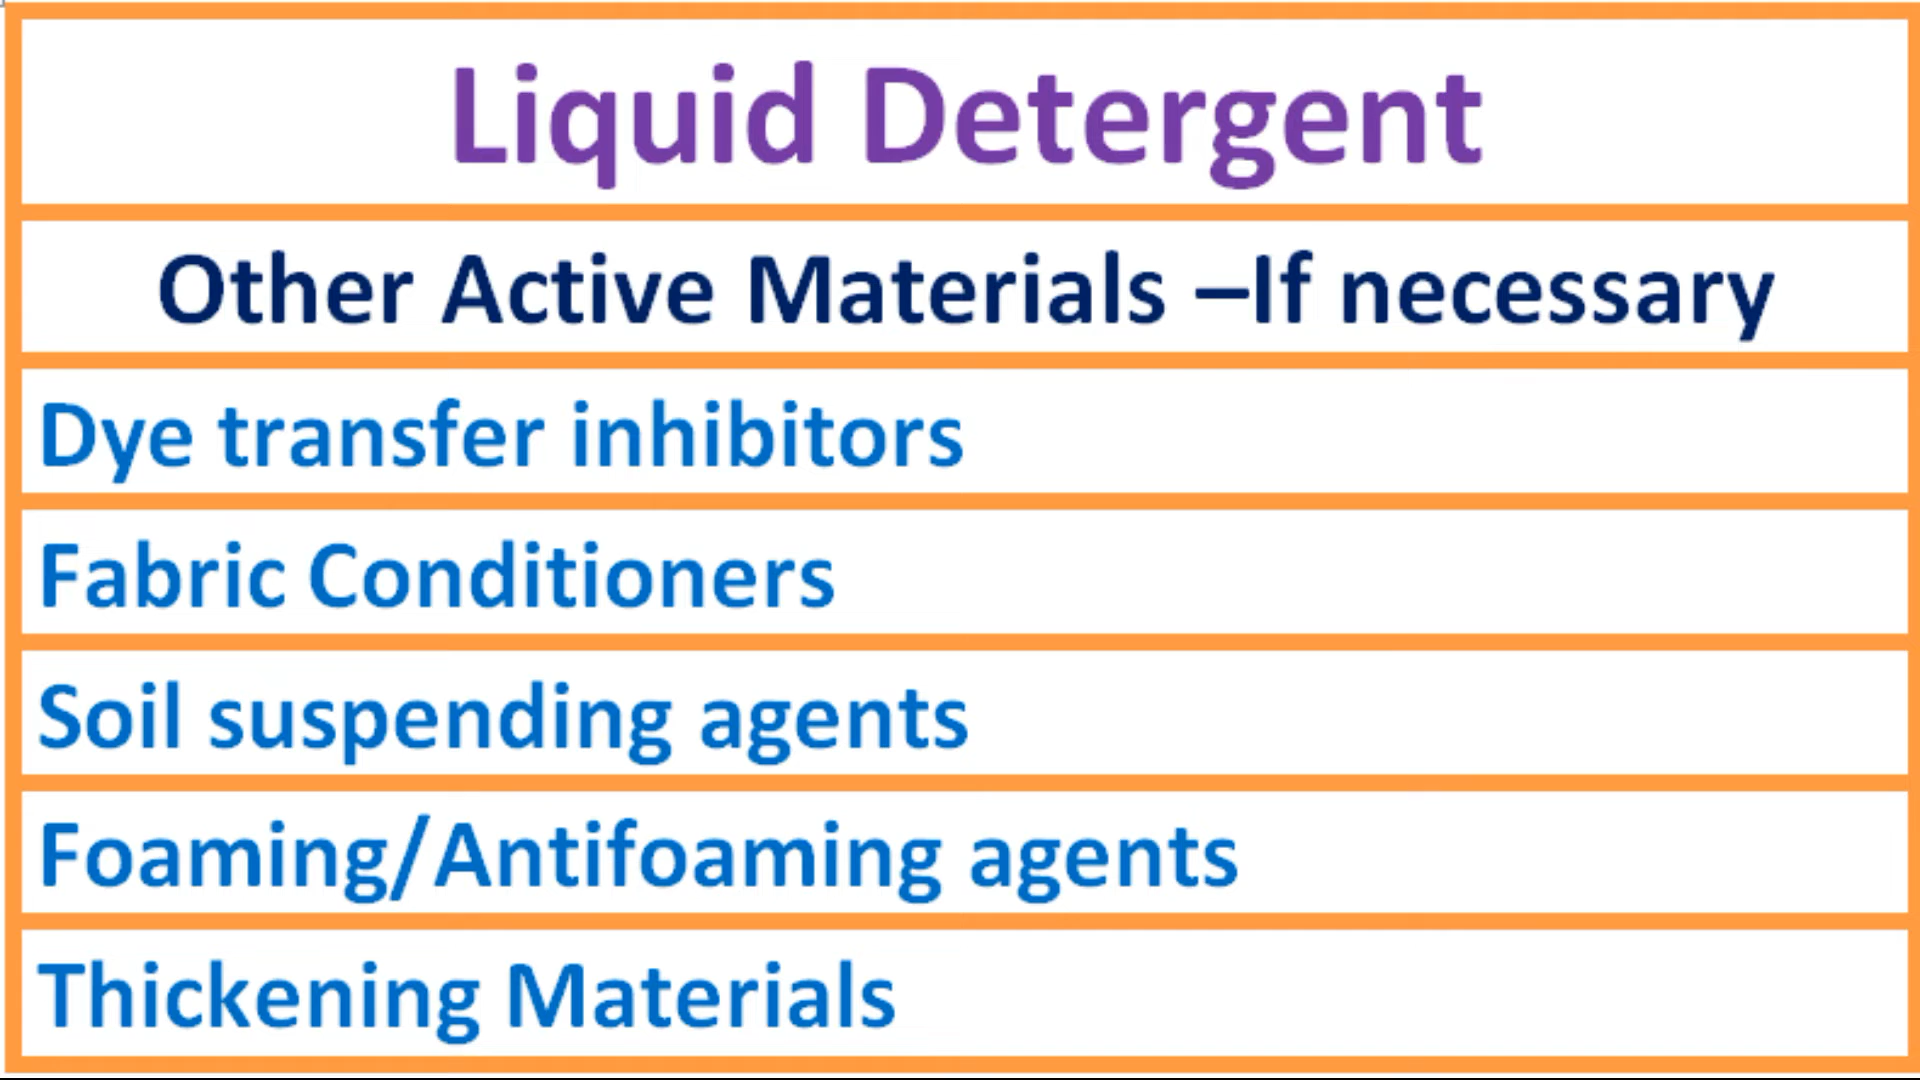 Liquid Detergent
Other Active Materials –If necessary
Dye transfer inhibitors
Fabric Conditioners
Soil suspending agents
Foaming/Antifoaming agents
Thickening Materials